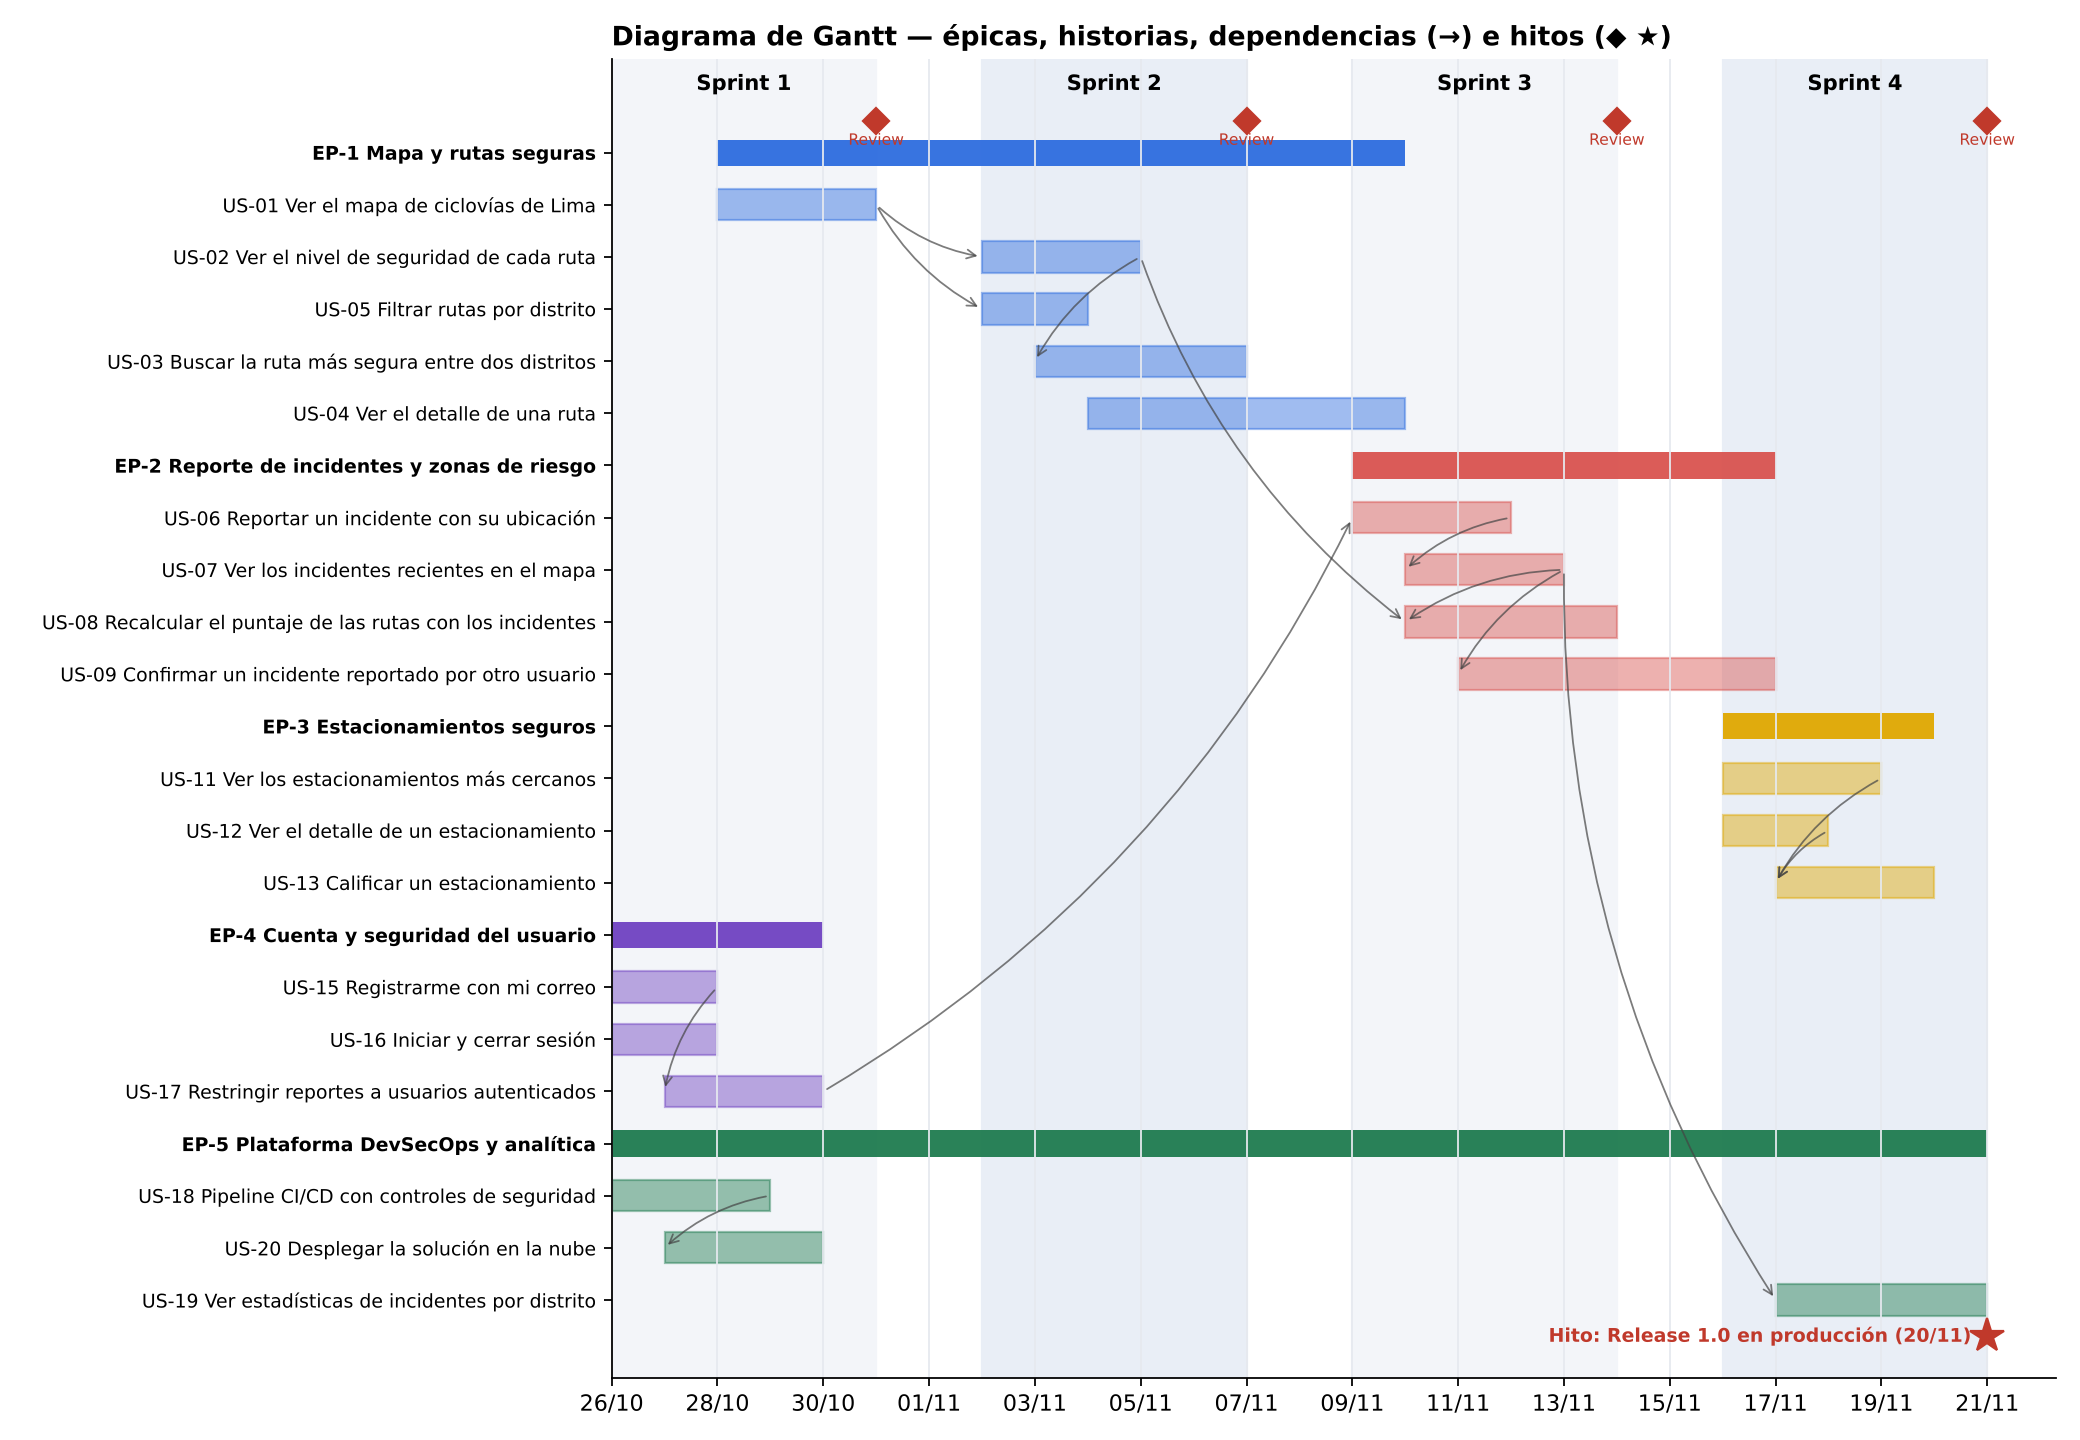 Diagrama de Gantt — épicas, historias, dependencias (→) e hitos (◆ ★)
Sprint 1
Sprint 2
Sprint 3
Sprint 4
Review
Review
Review
Review
EP-1 Mapa y rutas seguras
US-01 Ver el mapa de ciclovías de Lima
US-02 Ver el nivel de seguridad de cada ruta
US-05 Filtrar rutas por distrito
US-03 Buscar la ruta más segura entre dos distritos
US-04 Ver el detalle de una ruta
EP-2 Reporte de incidentes y zonas de riesgo
US-06 Reportar un incidente con su ubicación
US-07 Ver los incidentes recientes en el mapa
US-08 Recalcular el puntaje de las rutas con los incidentes
US-09 Confirmar un incidente reportado por otro usuario
EP-3 Estacionamientos seguros
US-11 Ver los estacionamientos más cercanos
US-12 Ver el detalle de un estacionamiento
US-13 Calificar un estacionamiento
EP-4 Cuenta y seguridad del usuario
US-15 Registrarme con mi correo
US-16 Iniciar y cerrar sesión
US-17 Restringir reportes a usuarios autenticados
EP-5 Plataforma DevSecOps y analítica
US-18 Pipeline CI/CD con controles de seguridad
US-20 Desplegar la solución en la nube
US-19 Ver estadísticas de incidentes por distrito
Hito: Release 1.0 en producción (20/11)
26/10
28/10
30/10
01/11
03/11
05/11
07/11
09/11
11/11
13/11
15/11
17/11
19/11
21/11